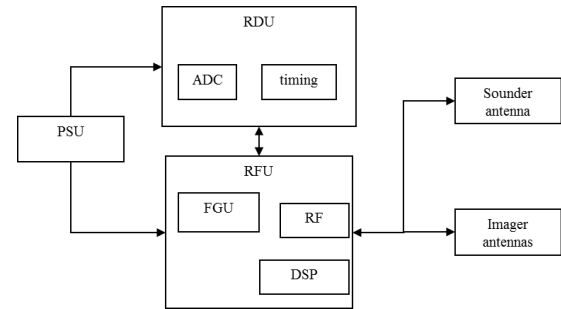 RDU
ADC
timing
PSU
RFU
FGU
RF
DSP
Sounder
antenna
Imager
antennas